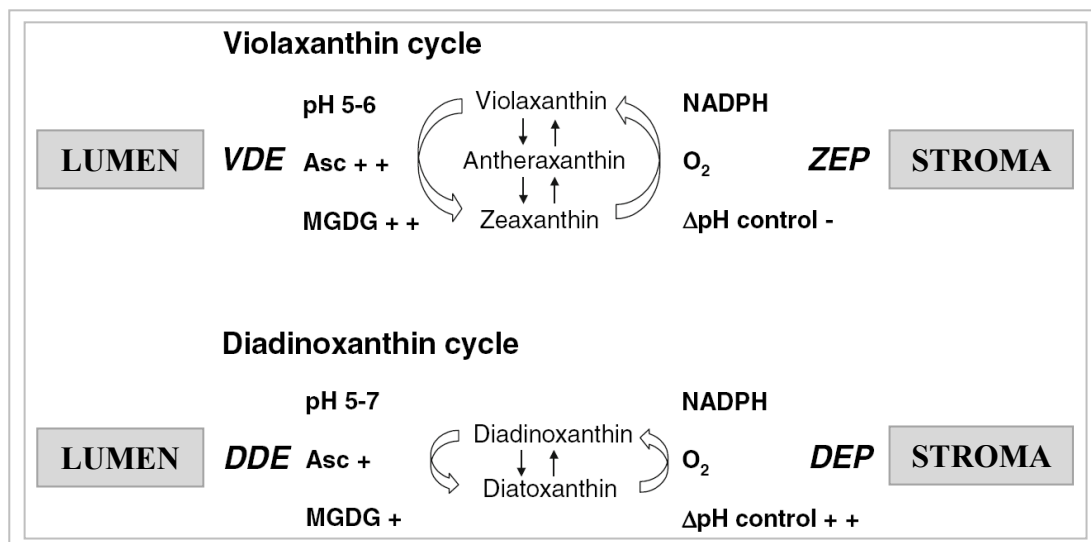 Violaxanthin cycle
pH 5-6 Violaxanthin NADPH
LUMEN VDE Asc + + Antheraxanthin O₂ ZEP STROMA
MGDG + + Zeaxanthin ΔpH control -
Diadinoxanthin cycle
pH 5-7 NADPH
Diadinoxanthin
LUMEN DDE Asc + O₂ DEP STROMA
Diatoxanthin
MGDG + ΔpH control + +